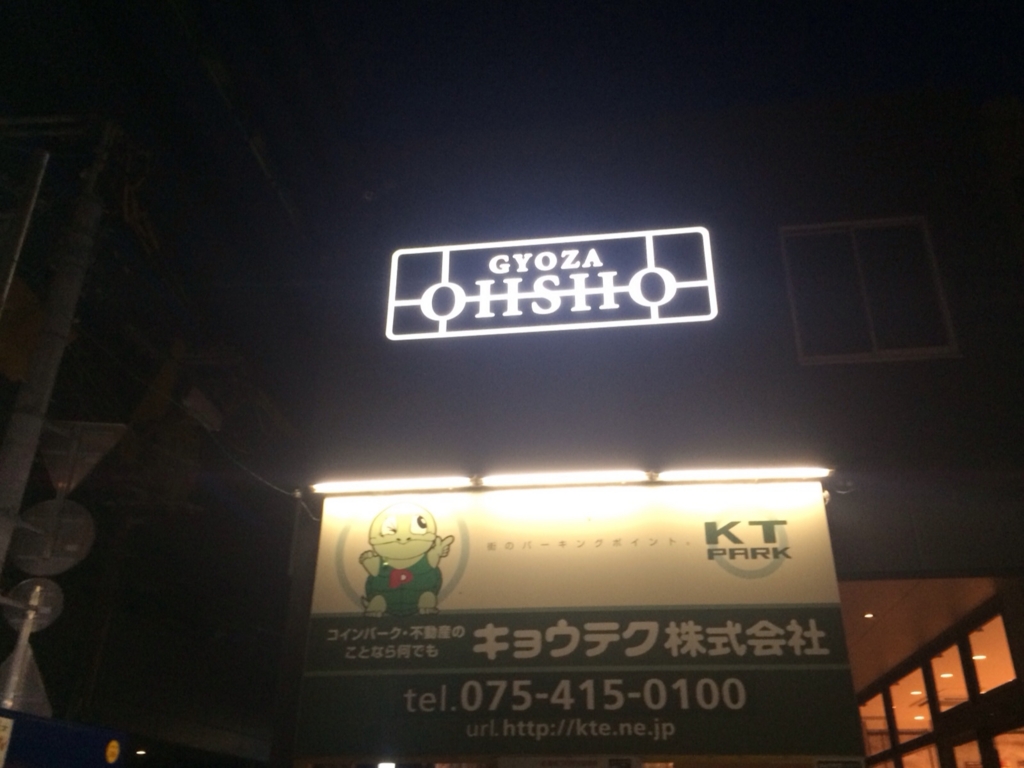 GYOZA
OHSHO
街のパーキングポイント。
KT
PARK
P
コインパーク・不動産の
ことなら何でも
キョウテク株式会社
tel.075-415-0100
url.http://kte.ne.jp